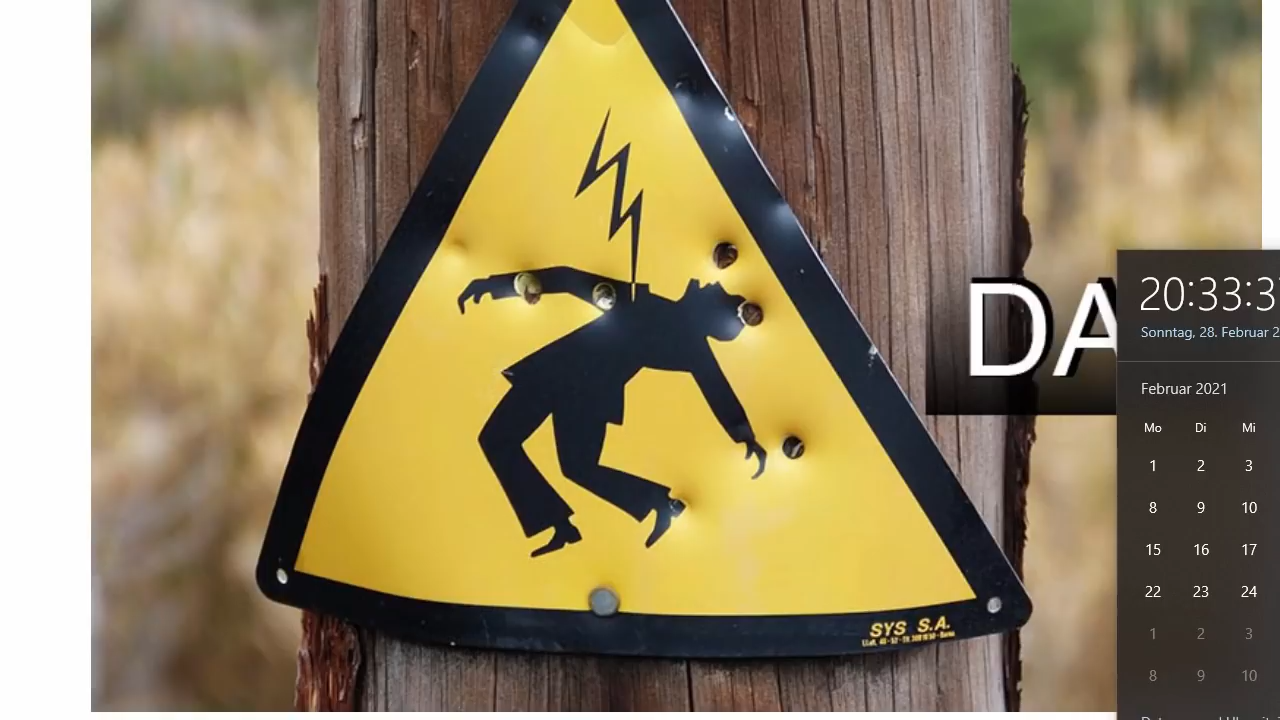 DA
20:33:3
Sonntag, 28. Februar 2
Februar 2021
Mo Di Mi
1 2 3
8 9 10
15 16 17
22 23 24
1 2 3
8 9 10
SYS S.A.